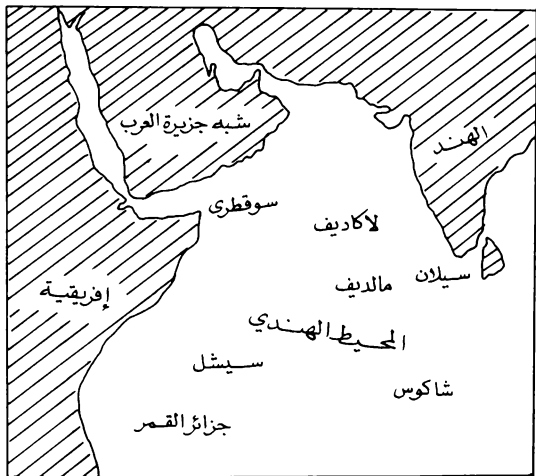 شبه جزيرة العرب
الهند
سوقطرى
لاكاديف
سيلان
مالديف
إفريقية
المحيط الهندي
سيشل
شاكوس
جزائر القمر